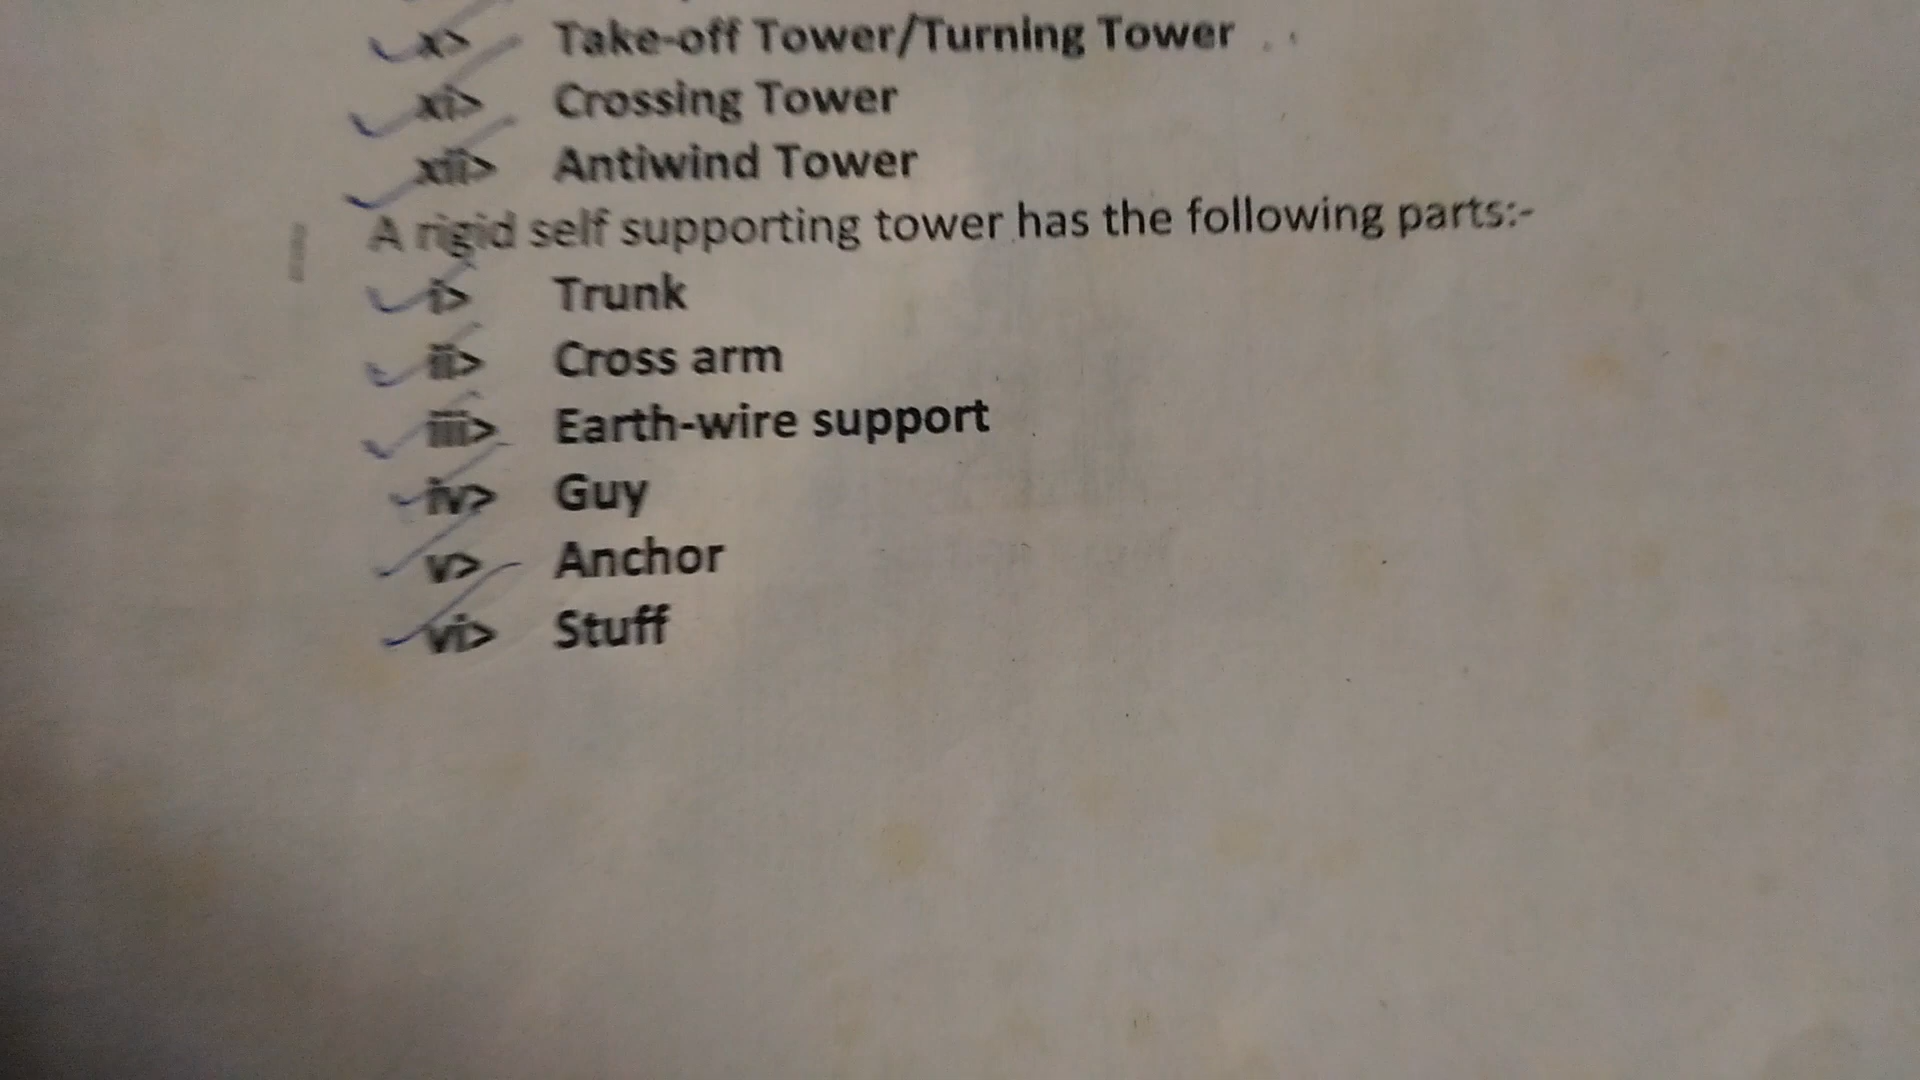 x> Take-off Tower/Turning Tower
xi> Crossing Tower
xii> Antiwind Tower
A rigid self supporting tower has the following parts:-
i> Trunk
ii> Cross arm
iii> Earth-wire support
iv> Guy
v> Anchor
vi> Stuff